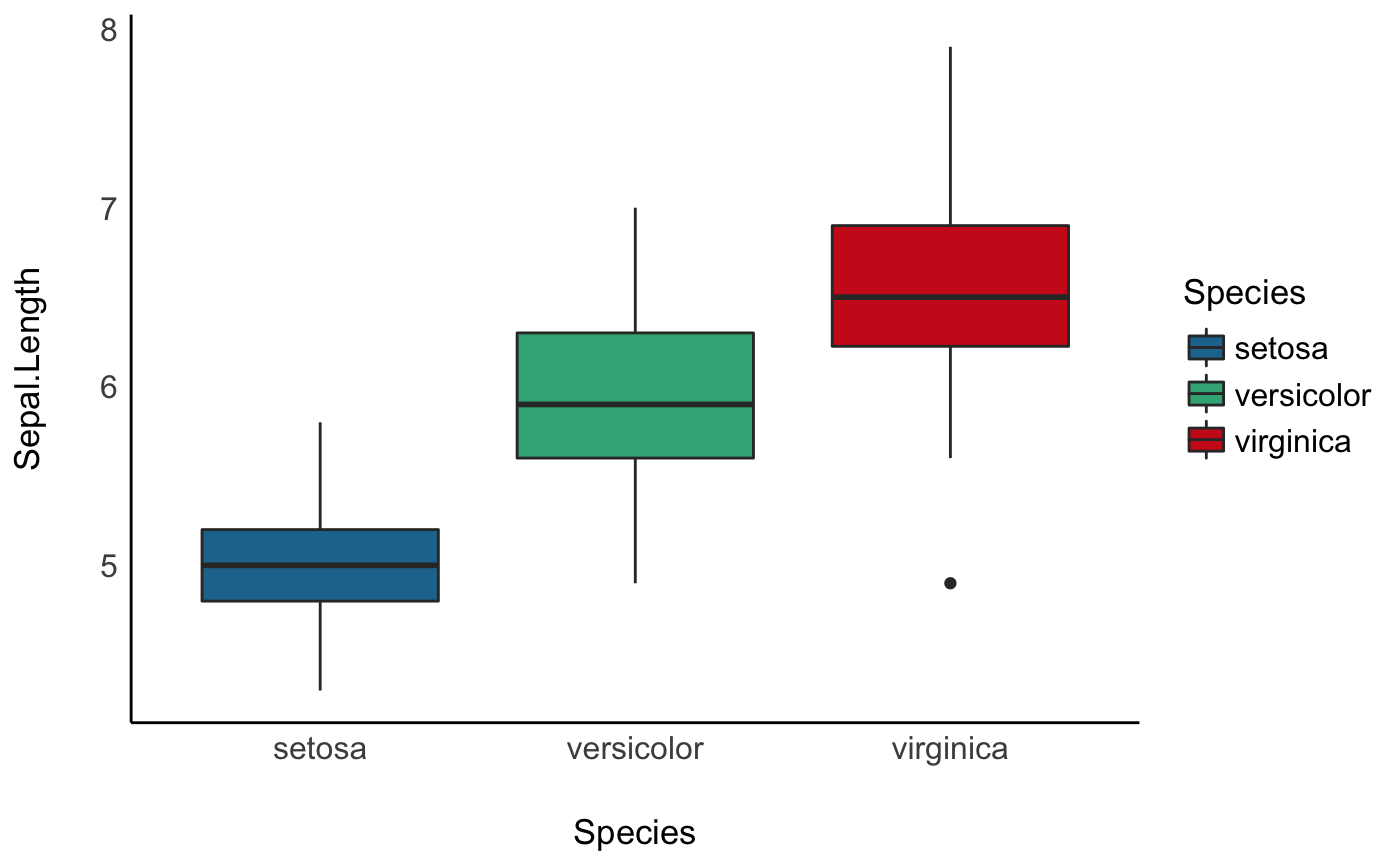 Sepal.Length
8
7
6
5
setosa
versicolor
virginica
Species
Species
setosa
versicolor
virginica